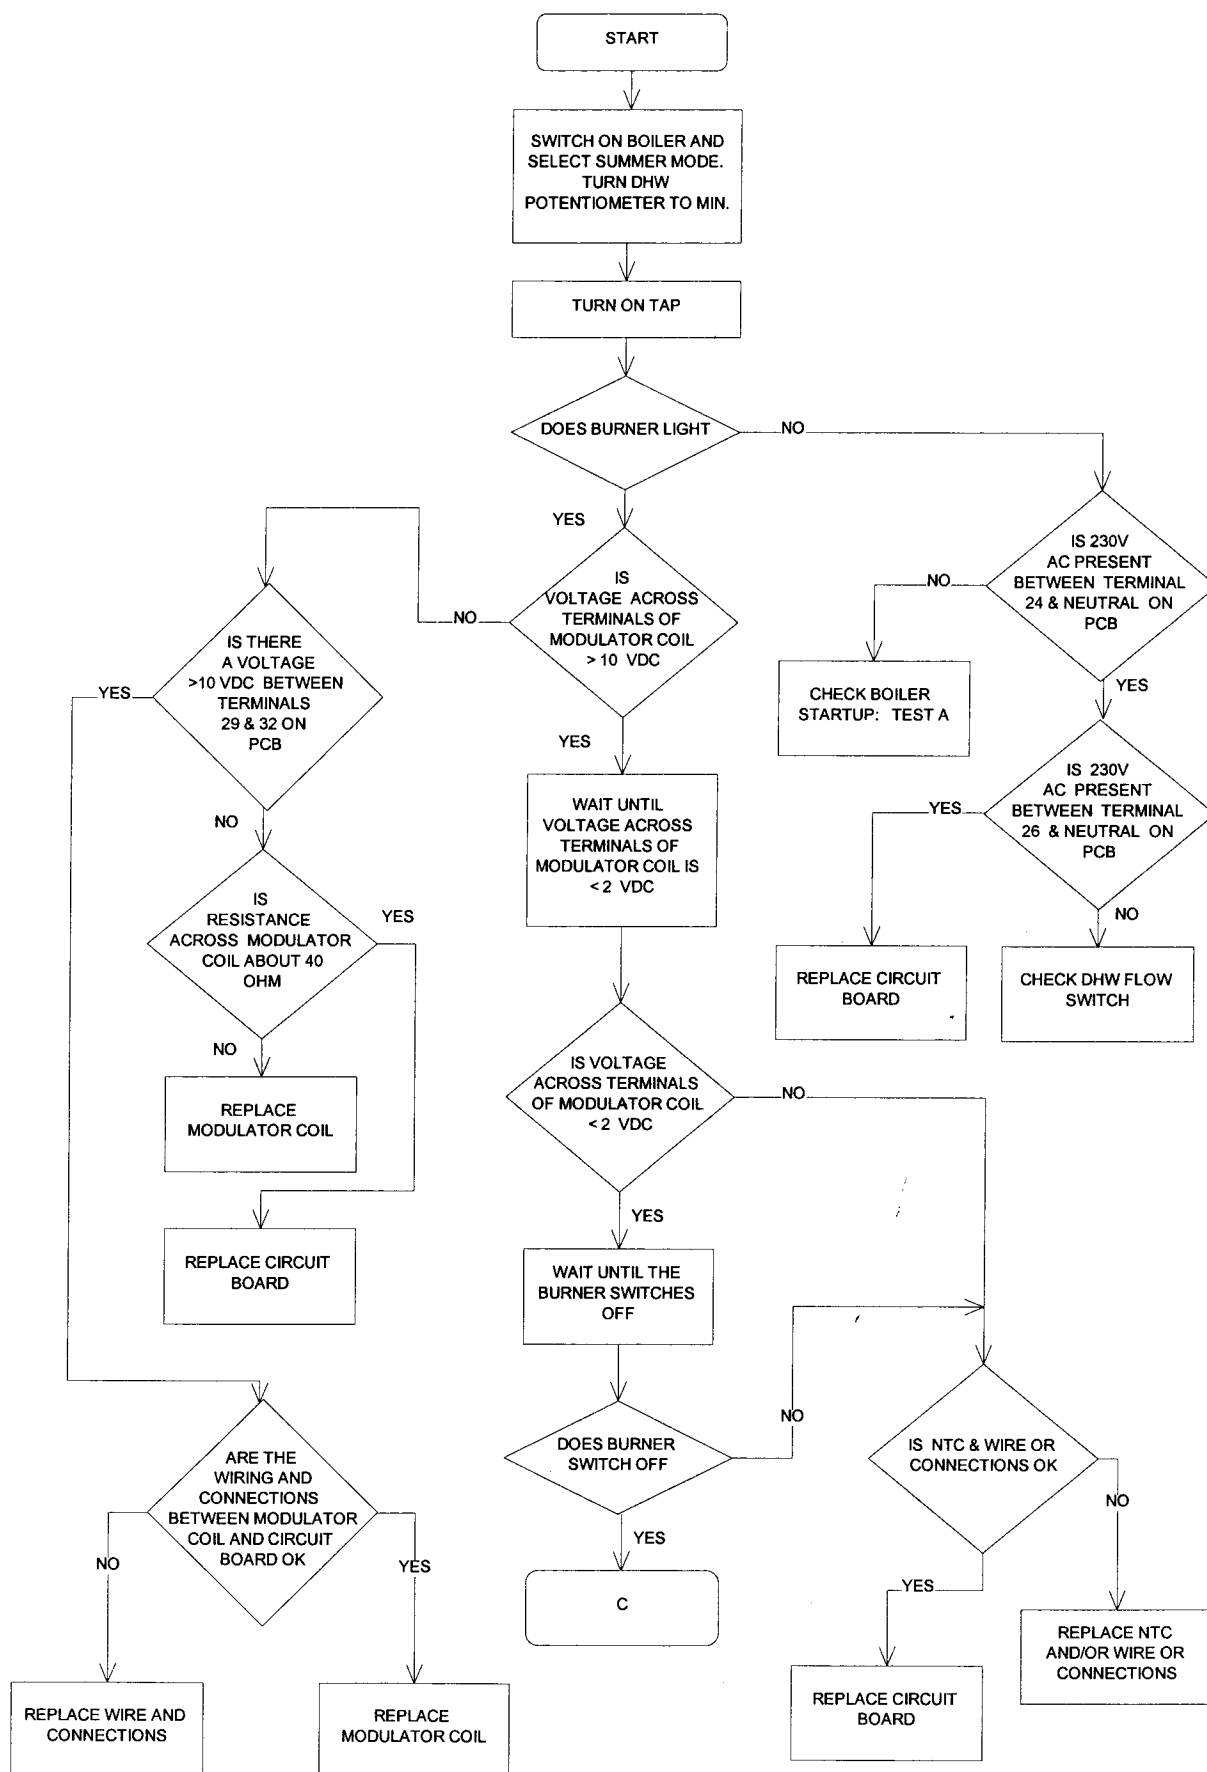 START
SWITCH ON BOILER AND
SELECT SUMMER MODE.
TURN DHW
POTENTIOMETER TO MIN.
TURN ON TAP
DOES BURNER LIGHT
NO
YES
IS 230V
AC PRESENT
BETWEEN TERMINAL
24 & NEUTRAL ON
PCB
NO
YES
CHECK BOILER
STARTUP: TEST A
IS 230V
AC PRESENT
BETWEEN TERMINAL
26 & NEUTRAL ON
PCB
YES
NO
REPLACE CIRCUIT
BOARD
CHECK DHW FLOW
SWITCH
IS
VOLTAGE ACROSS
TERMINALS OF
MODULATOR COIL
> 10 VDC
NO
YES
IS THERE
A VOLTAGE
>10 VDC BETWEEN
TERMINALS
29 & 32 ON
PCB
YES
NO
IS
RESISTANCE
ACROSS MODULATOR
COIL ABOUT 40
OHM
YES
NO
REPLACE
MODULATOR COIL
REPLACE CIRCUIT
BOARD
ARE THE
WIRING AND
CONNECTIONS
BETWEEN MODULATOR
COIL AND CIRCUIT
BOARD OK
NO
YES
REPLACE WIRE AND
CONNECTIONS
REPLACE
MODULATOR COIL
WAIT UNTIL
VOLTAGE ACROSS
TERMINALS OF
MODULATOR COIL IS
< 2 VDC
IS VOLTAGE
ACROSS TERMINALS
OF MODULATOR COIL
< 2 VDC
NO
YES
WAIT UNTIL THE
BURNER SWITCHES
OFF
DOES BURNER
SWITCH OFF
NO
YES
C
IS NTC & WIRE OR
CONNECTIONS OK
NO
YES
REPLACE NTC
AND/OR WIRE OR
CONNECTIONS
REPLACE CIRCUIT
BOARD